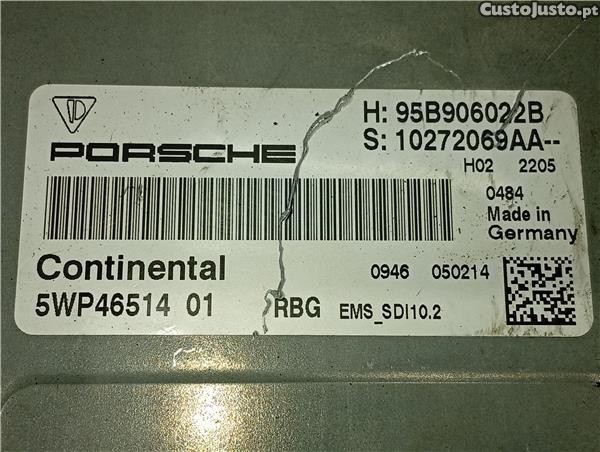 CustoJusto.pt
H: 95B906022B
S: 10272069AA--
PORSCHE
H02 2205
0484
Made in
Germany
Continental
0946 050214
5WP46514 01
RBG EMS_SDI10.2